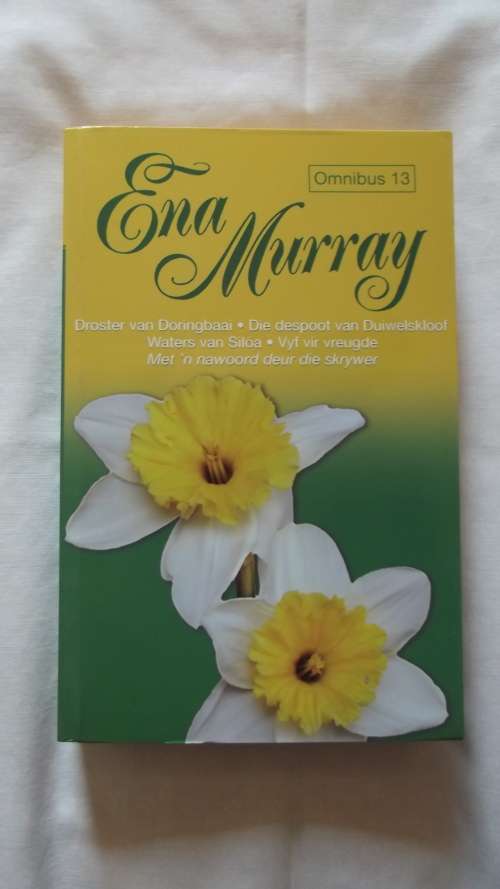 Omnibus 13
Ena
Murray
Droster van Doringbaai • Die despoot van Duiwelskloof
Waters van Siloa • Vyf vir vreugde
Met 'n nawoord deur die skrywer